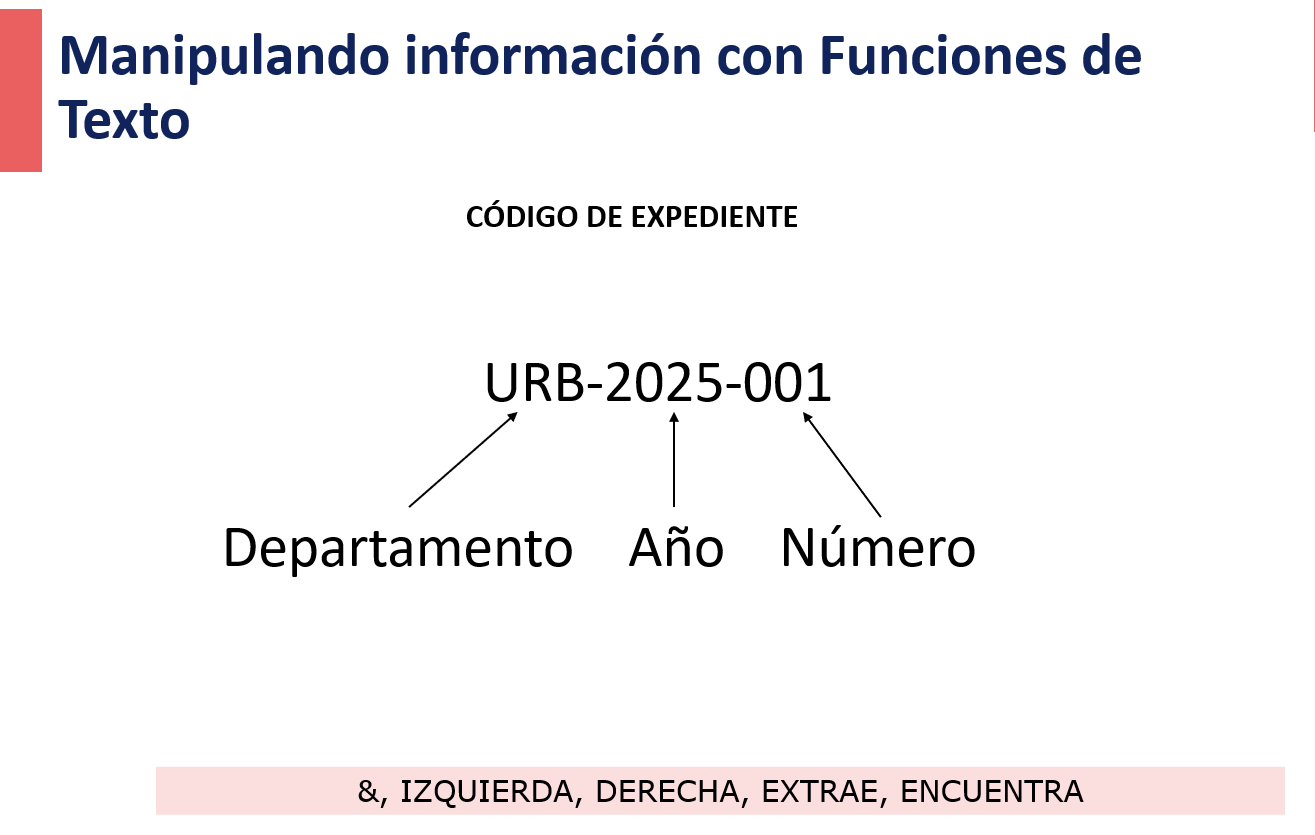 Manipulando información con Funciones de
Texto
CÓDIGO DE EXPEDIENTE
URB-2025-001
Departamento Año Número
&, IZQUIERDA, DERECHA, EXTRAE, ENCUENTRA